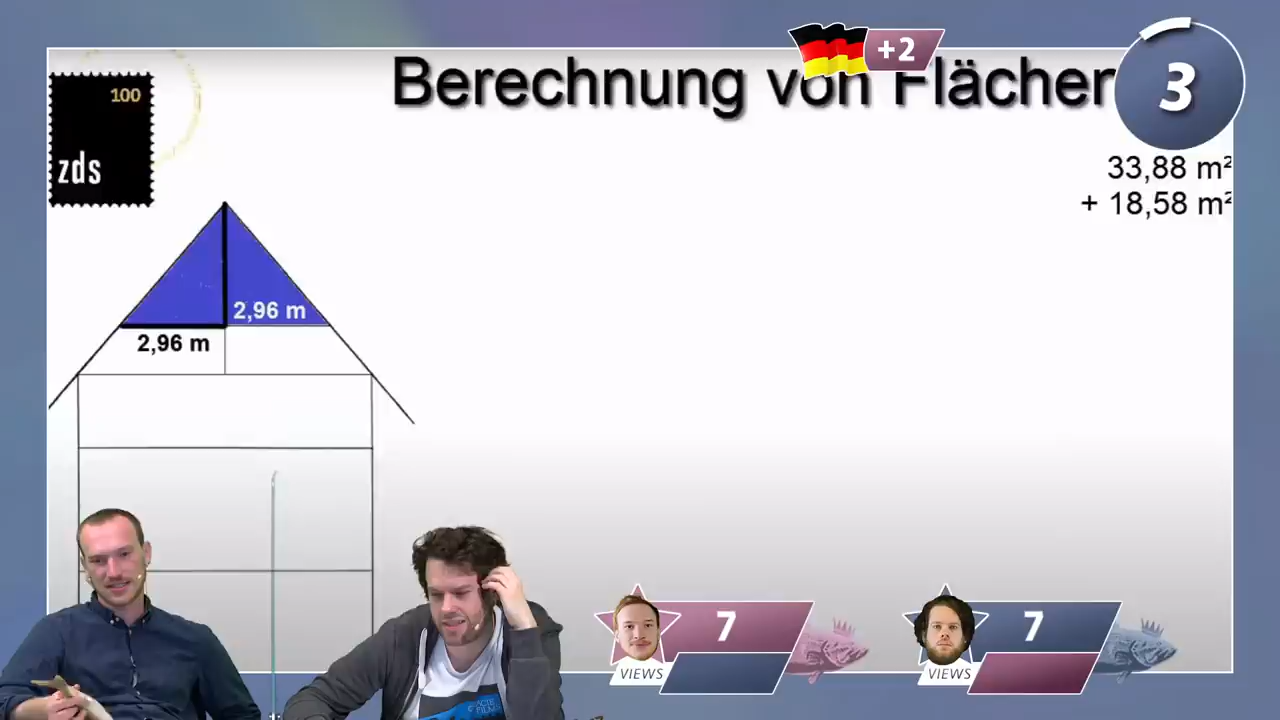 +2
Berechnung von Flächen
3
100
zds
33,88 m²
+ 18,58 m²
2,96 m
2,96 m
7
7
VIEWS
VIEWS